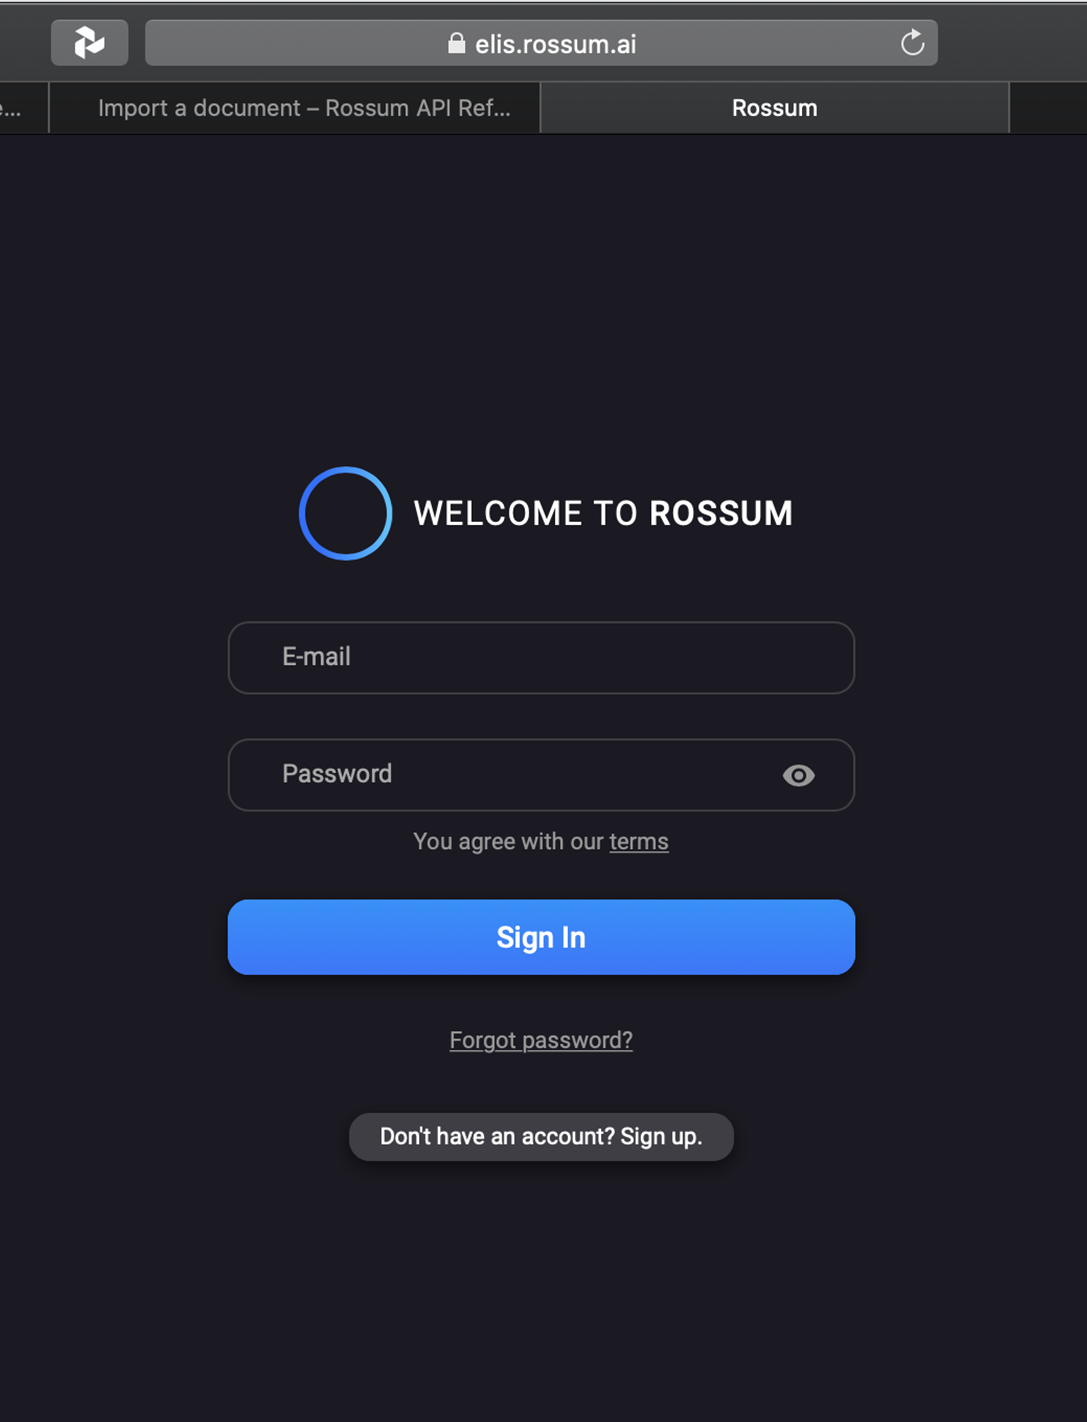 elis.rossum.ai
e...
Import a document – Rossum API Ref...
Rossum
WELCOME TO ROSSUM
E-mail
Password
You agree with our terms
Sign In
Forgot password?
Don't have an account? Sign up.